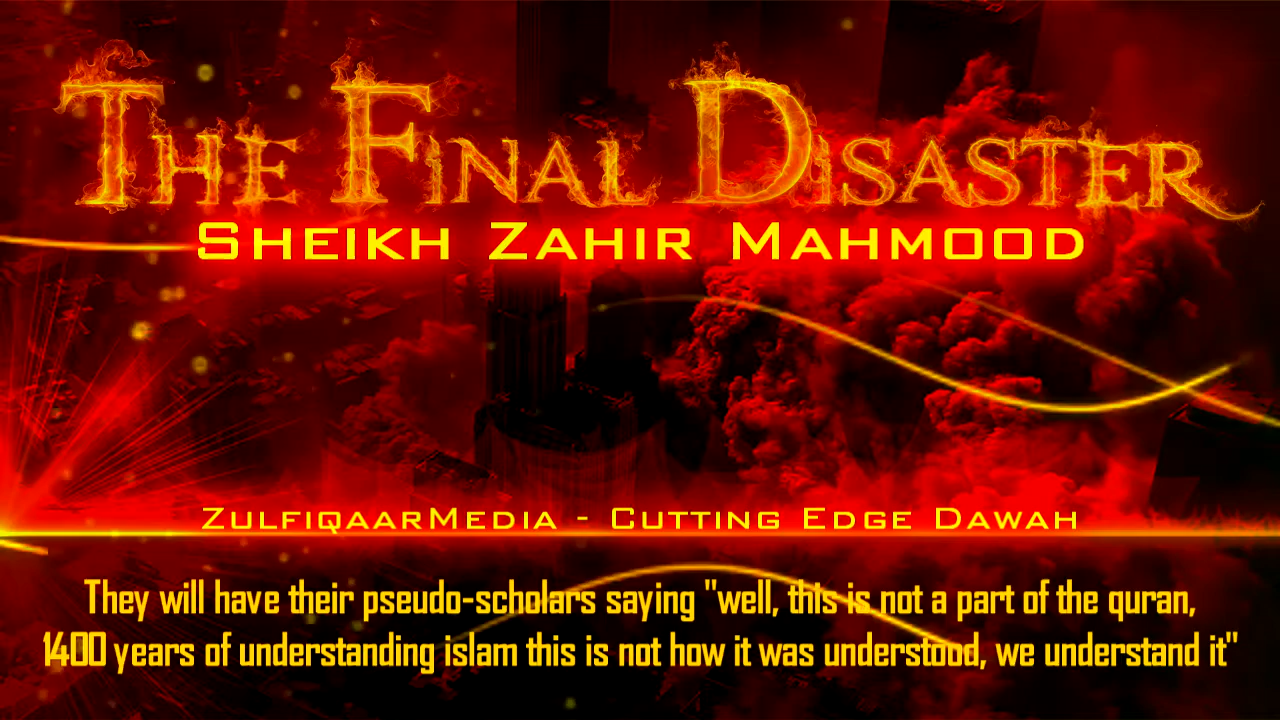 The Final Disaster
Sheikh Zahir Mahmood
ZulfiqaarMedia - Cutting Edge Dawah
They will have their pseudo-scholars saying "well, this is not a part of the quran,
1400 years of understanding islam this is not how it was understood, we understand it"